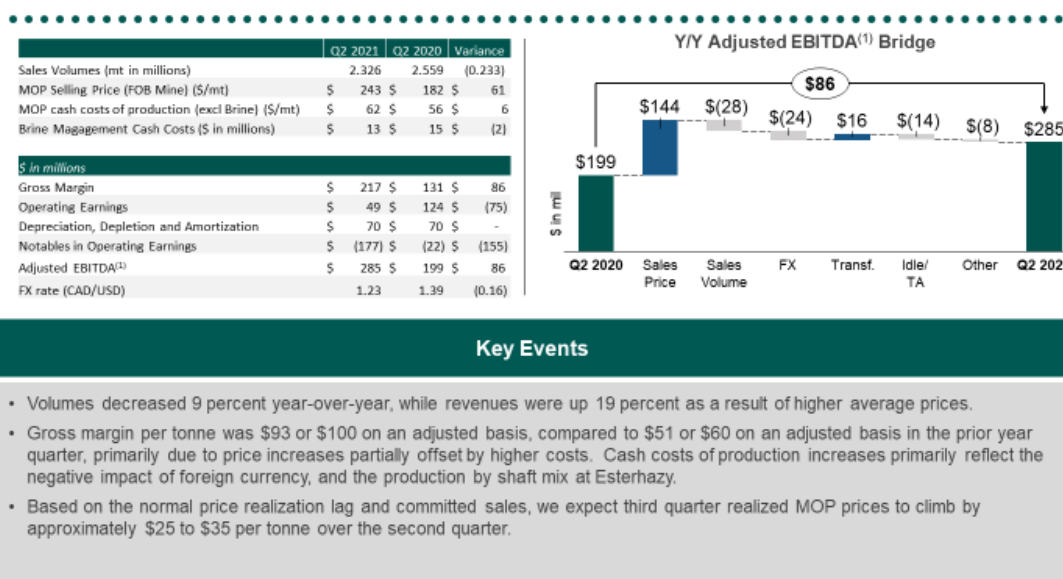 Q2 2021 Q2 2020 Variance
Sales Volumes (mt in millions) 2.326 2.559 (0.233)
MOP Selling Price (FOB Mine) ($/mt) $ 243 $ 182 $ 61
MOP cash costs of production (excl Brine) ($/mt) $ 62 $ 56 $ 6
Brine Magagement Cash Costs ($ in millions) $ 13 $ 15 $ (2)
$ in millions
Gross Margin $ 217 $ 131 $ 86
Operating Earnings $ 49 $ 124 $ (75)
Depreciation, Depletion and Amortization $ 70 $ 70 $ -
Notables in Operating Earnings $ (177) $ (22) $ (155)
Adjusted EBITDA(1) $ 285 $ 199 $ 86
FX rate (CAD/USD) 1.23 1.39 (0.16)
Y/Y Adjusted EBITDA(1) Bridge
$86
$199 $144 $(28) $(24) $16 $(14) $(8) $285
$ in mil
Q2 2020 Sales Sales FX Transf. Idle/ Other Q2 202
Price Volume TA
Key Events
• Volumes decreased 9 percent year-over-year, while revenues were up 19 percent as a result of higher average prices.
• Gross margin per tonne was $93 or $100 on an adjusted basis, compared to $51 or $60 on an adjusted basis in the prior year
quarter, primarily due to price increases partially offset by higher costs. Cash costs of production increases primarily reflect the
negative impact of foreign currency, and the production by shaft mix at Esterhazy.
• Based on the normal price realization lag and committed sales, we expect third quarter realized MOP prices to climb by
approximately $25 to $35 per tonne over the second quarter.